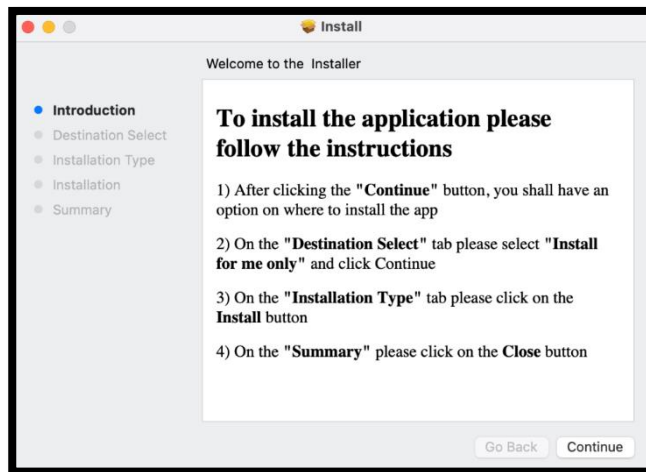 Install
Welcome to the Installer
Introduction
Destination Select
Installation Type
Installation
Summary
To install the application please
follow the instructions
1) After clicking the "Continue" button, you shall have an
option on where to install the app
2) On the "Destination Select" tab please select "Install
for me only" and click Continue
3) On the "Installation Type" tab please click on the
Install button
4) On the "Summary" please click on the Close button
Go Back
Continue